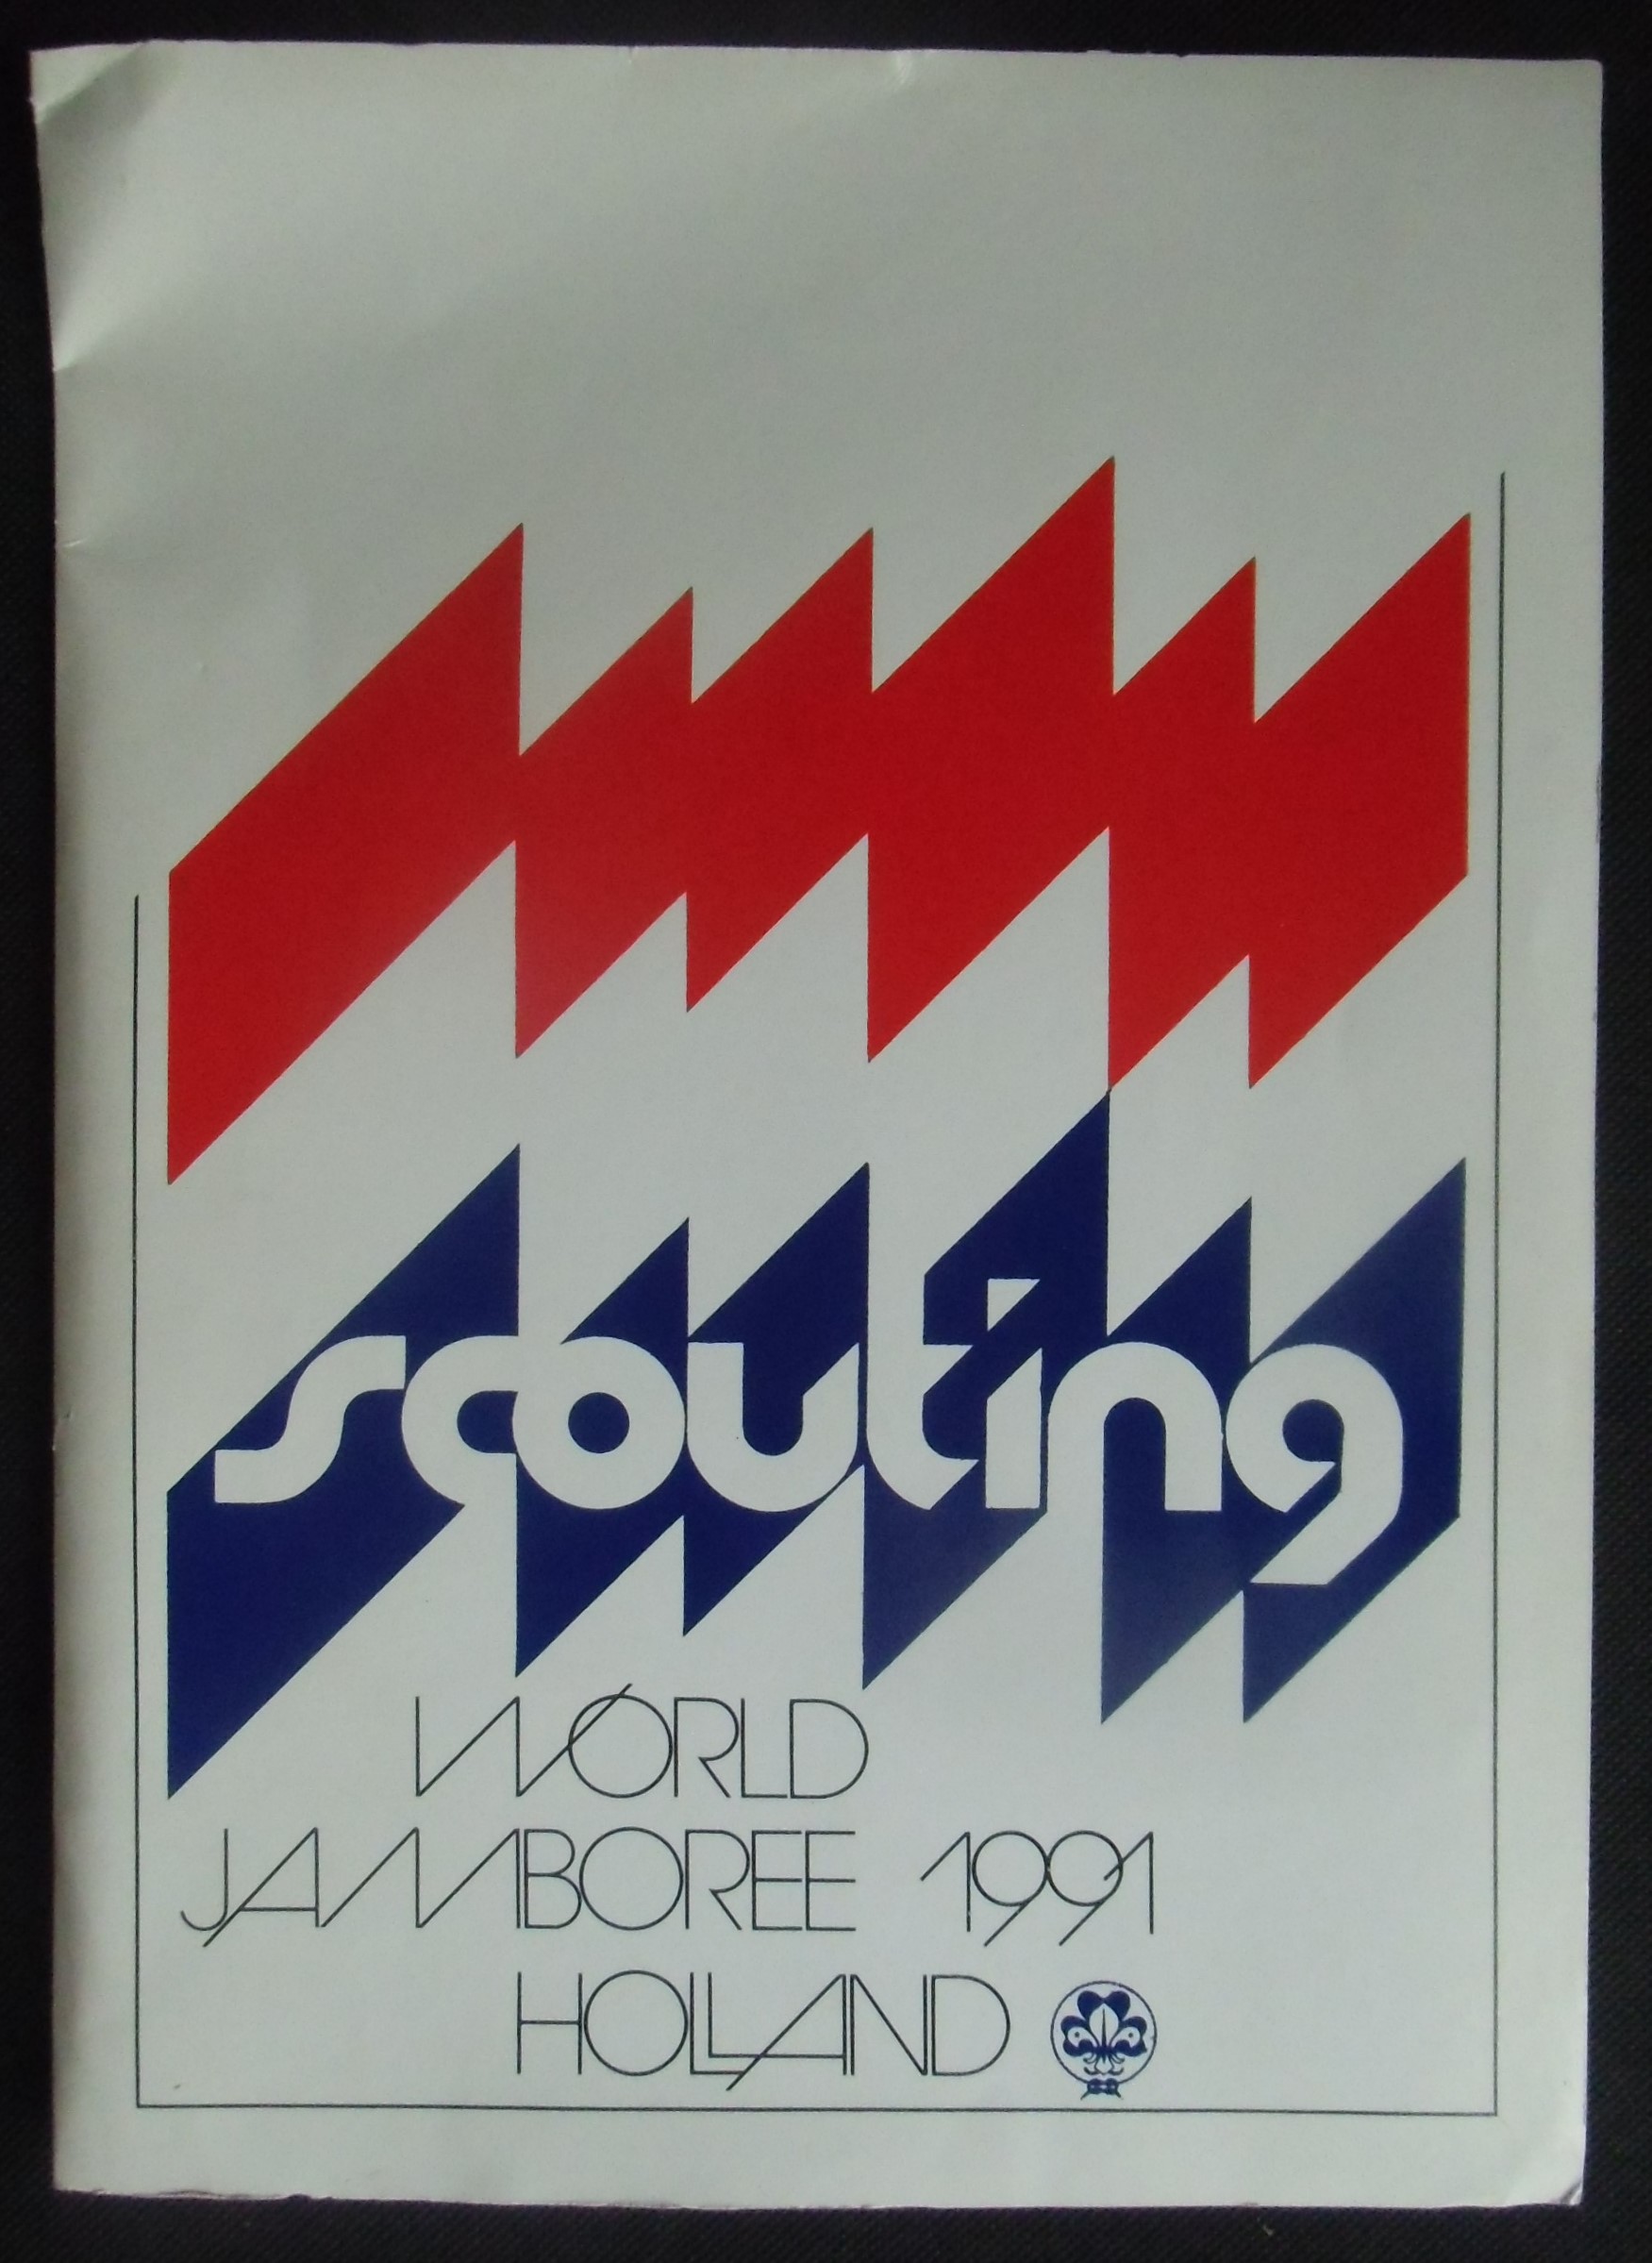 scouting
WORLD
JAMBOREE 1991
HOLLAND